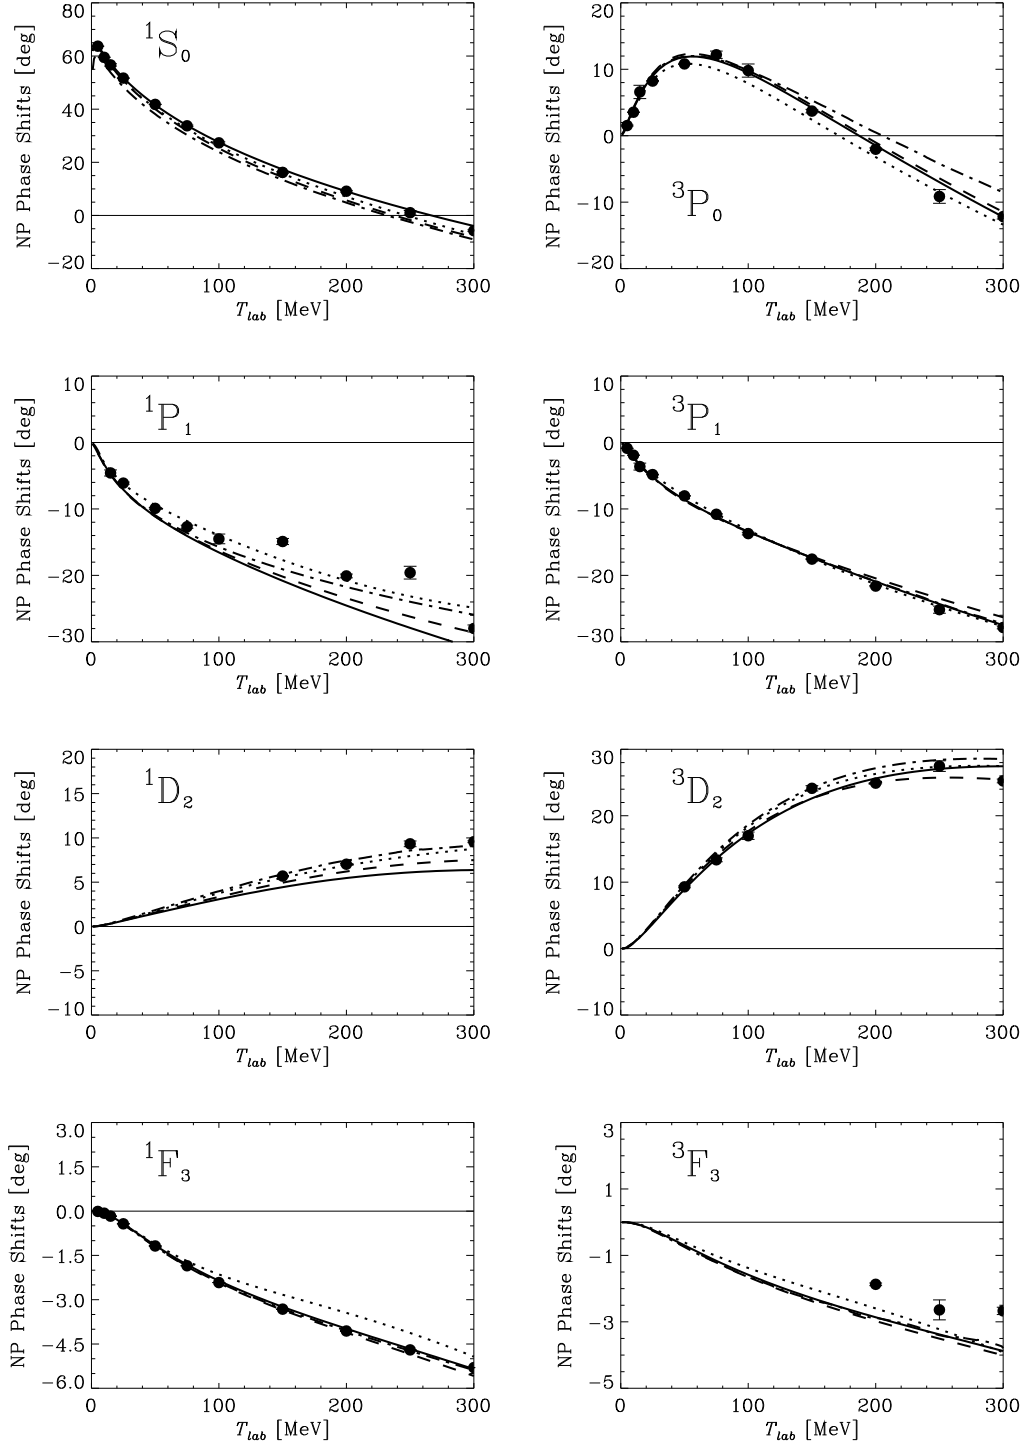 80
60
40
20
0
−20
NP Phase Shifts [deg]
¹S₀
0 100 200 300
T_lab [MeV]
20
10
0
−10
−20
NP Phase Shifts [deg]
³P₀
0 100 200 300
T_lab [MeV]
10
0
−10
−20
−30
NP Phase Shifts [deg]
¹P₁
0 100 200 300
T_lab [MeV]
10
0
−10
−20
−30
NP Phase Shifts [deg]
³P₁
0 100 200 300
T_lab [MeV]
20
15
10
5
0
−5
−10
NP Phase Shifts [deg]
¹D₂
0 100 200 300
T_lab [MeV]
30
20
10
0
−10
NP Phase Shifts [deg]
³D₂
0 100 200 300
T_lab [MeV]
3.0
1.5
0.0
−1.5
−3.0
−4.5
−6.0
NP Phase Shifts [deg]
¹F₃
0 100 200 300
T_lab [MeV]
3
1
−1
−3
−5
NP Phase Shifts [deg]
³F₃
0 100 200 300
T_lab [MeV]